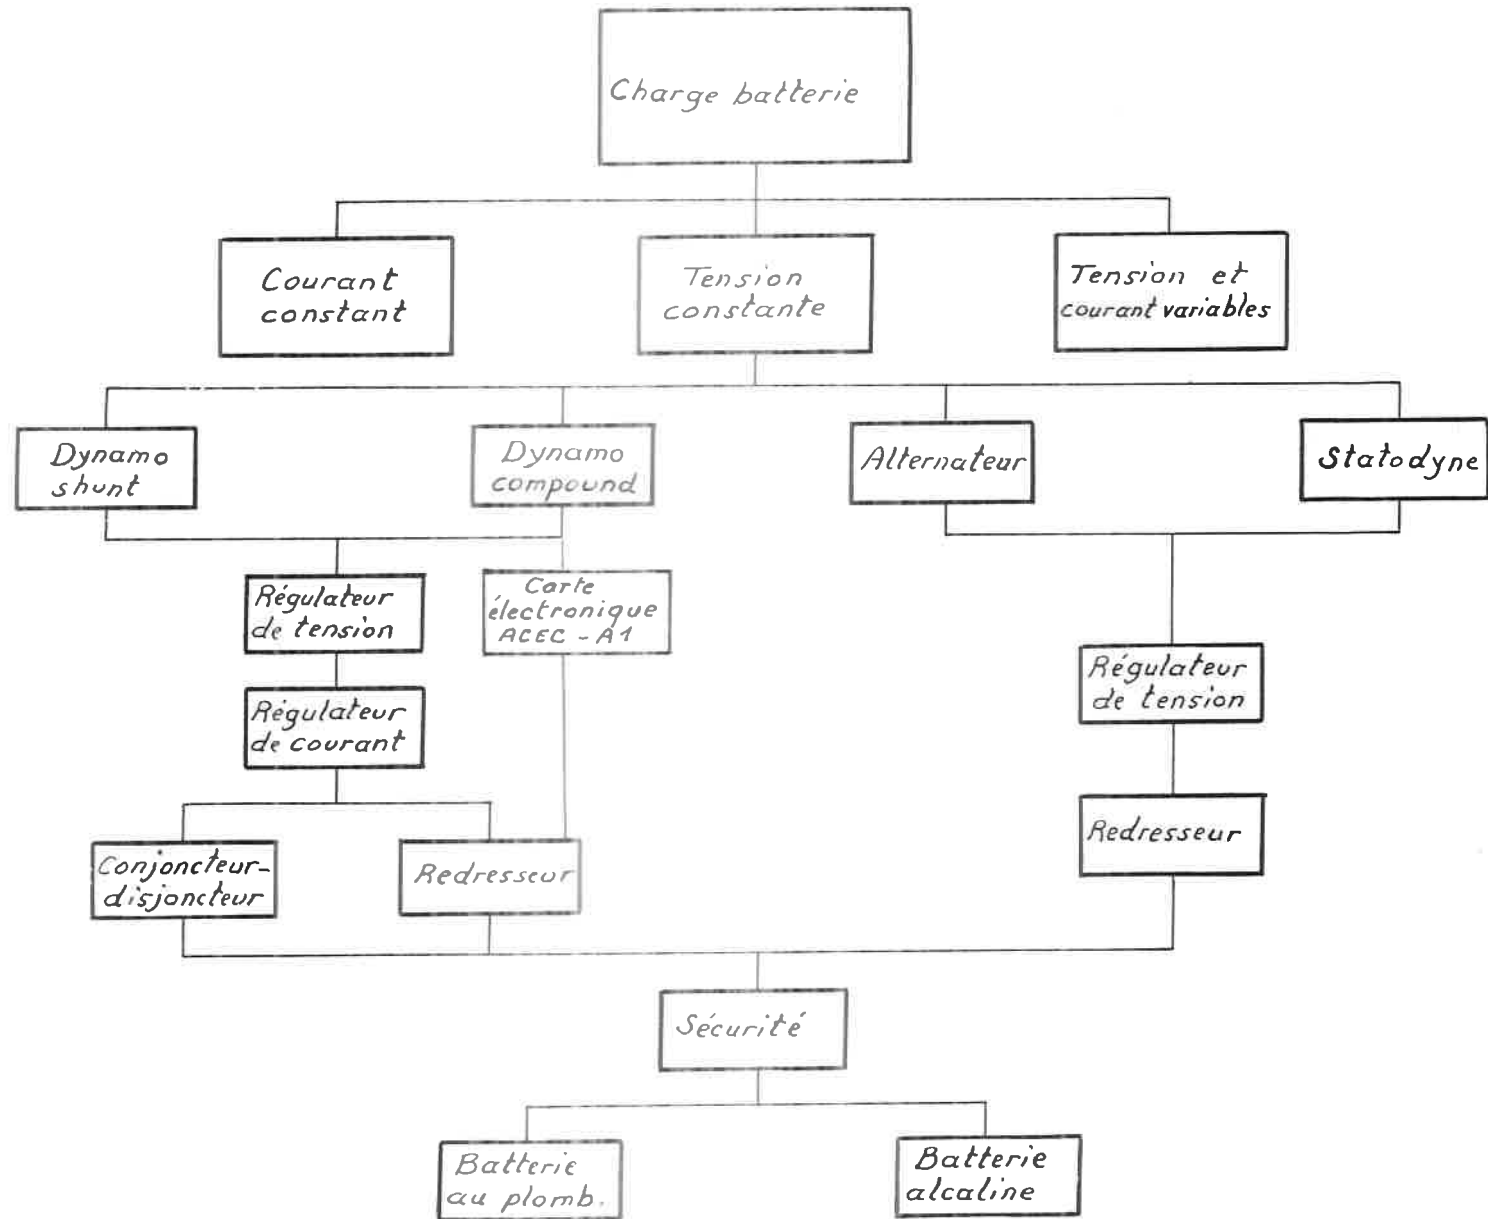 Charge batterie
Courant
constant
Tension
constante
Tension et
courant variables
Dynamo
shunt
Dynamo
compound
Alternateur
Statodyne
Régulateur
de tension
Carte
électronique
ACEC - A1
Régulateur
de tension
Régulateur
de courant
Redresseur
Conjoncteur-
disjoncteur
Redresseur
Sécurité
Batterie
au plomb.
Batterie
alcaline